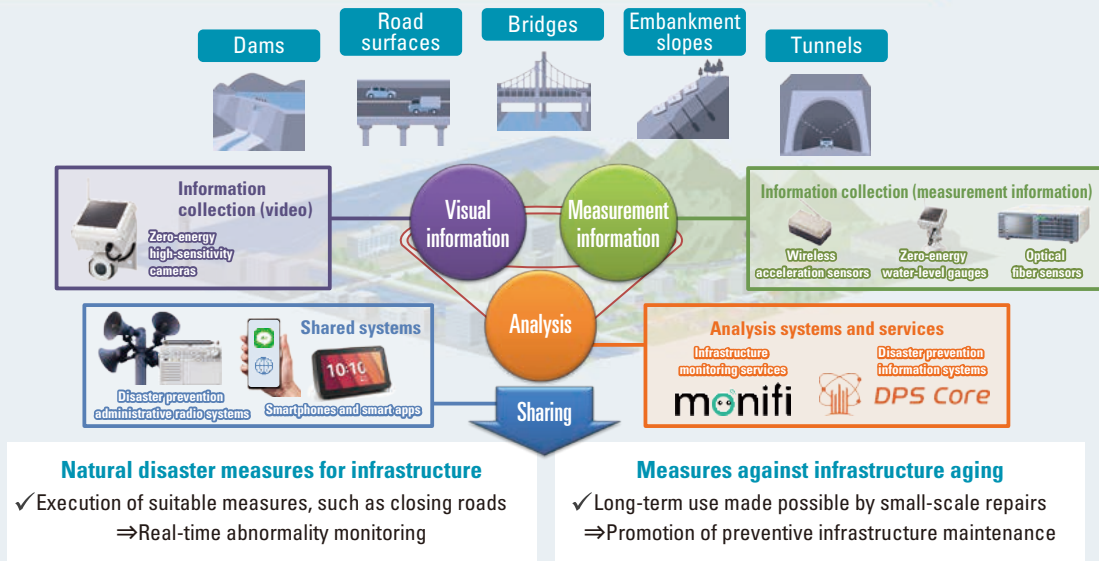 Dams
Road
surfaces
Bridges
Embankment
slopes
Tunnels
Information
collection (video)
Zero-energy
high-sensitivity
cameras
Visual
information
Measurement
information
Information collection (measurement information)
Wireless
acceleration sensors
Zero-energy
water-level gauges
Optical
fiber sensors
Analysis
Shared systems
10:10
Disaster prevention
administrative radio systems
Smartphones and smart apps
Analysis systems and services
Infrastructure
monitoring services
monifi
Disaster prevention
information systems
DPS Core
Sharing
Natural disaster measures for infrastructure
✓Execution of suitable measures, such as closing roads
⇒Real-time abnormality monitoring
Measures against infrastructure aging
✓Long-term use made possible by small-scale repairs
⇒Promotion of preventive infrastructure maintenance